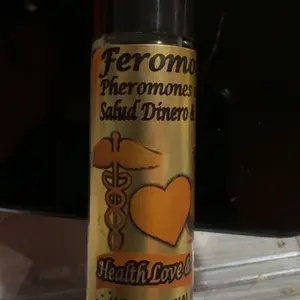 Feromo
Pheromones
Salud Dinero &
Health Love &